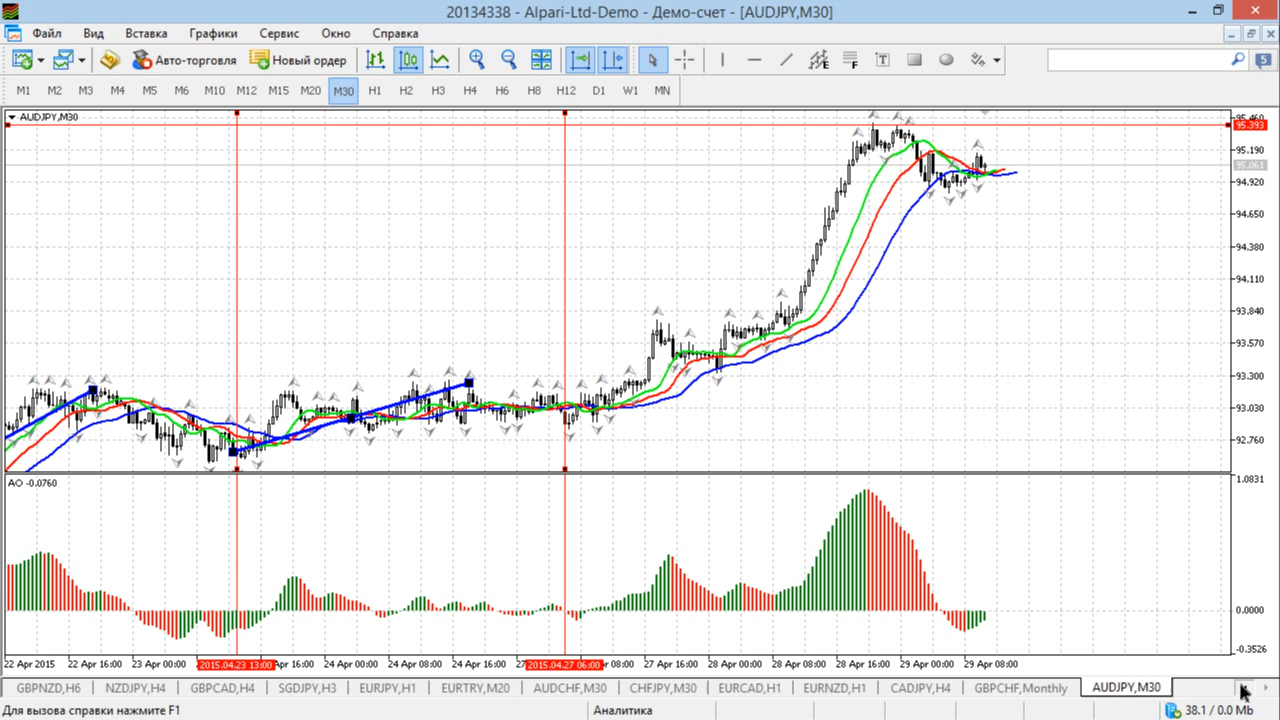 20134338 - Alpari-Ltd-Demo - Демо-счет - [AUDJPY,M30]
Файл Вид Вставка Графики Сервис Окно Справка
Авто-торговля Новый ордер E F T 5
M1 M2 M3 M4 M5 M6 M10 M12 M15 M20 M30 H1 H2 H3 H4 H6 H8 H12 D1 W1 MN
AUDJPY,M30
95.460
95.393
95.190
95.061
94.920
94.650
94.380
94.110
93.840
93.570
93.300
93.030
92.760
AO -0.0760
1.0831
0.0000
-0.3526
22 Apr 2015 22 Apr 16:00 23 Apr 00:00 2015.04.23 13:00 Apr 16:00 24 Apr 00:00 24 Apr 08:00 24 Apr 16:00 27 2015.04.27 06:00 r 08:00 27 Apr 16:00 28 Apr 00:00 28 Apr 08:00 28 Apr 16:00 29 Apr 00:00 29 Apr 08:00
GBPNZD,H6 NZDJPY,H4 GBPCAD,H4 SGDJPY,H3 EURJPY,H1 EURTRY,M20 AUDCHF,M30 CHFJPY,M30 EURCAD,H1 EURNZD,H1 CADJPY,H4 GBPCHF,Monthly AUDJPY,M30
Для вызова справки нажмите F1 Аналитика 38.1 / 0.0 Mb